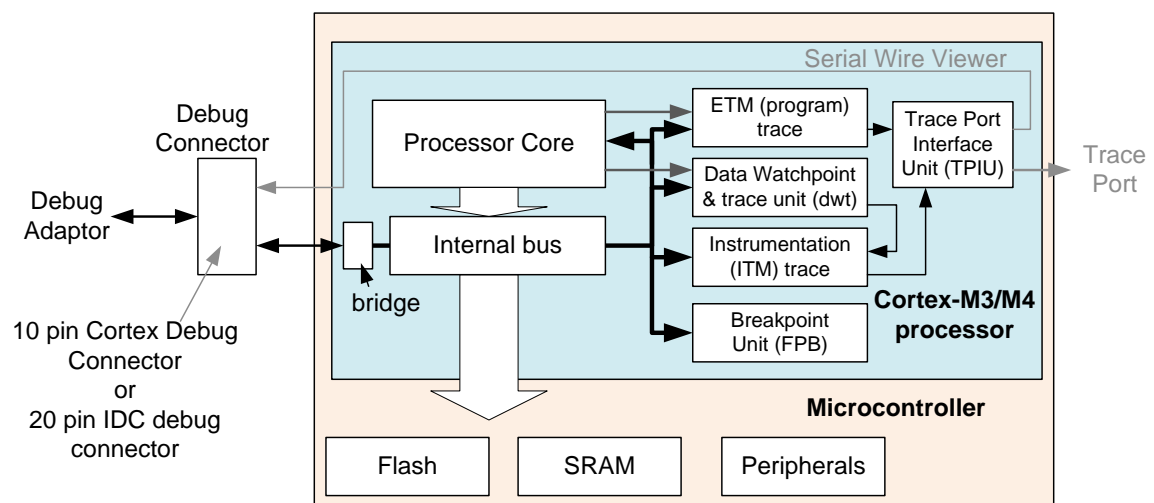 Serial Wire Viewer
Debug
Connector
Processor Core
ETM (program)
trace
Trace Port
Interface
Unit (TPIU)
Trace
Port
Data Watchpoint
& trace unit (dwt)
Debug
Adaptor
Internal bus
Instrumentation
(ITM) trace
bridge
Cortex-M3/M4
processor
Breakpoint
Unit (FPB)
10 pin Cortex Debug
Connector
or
20 pin IDC debug
connector
Microcontroller
Flash
SRAM
Peripherals